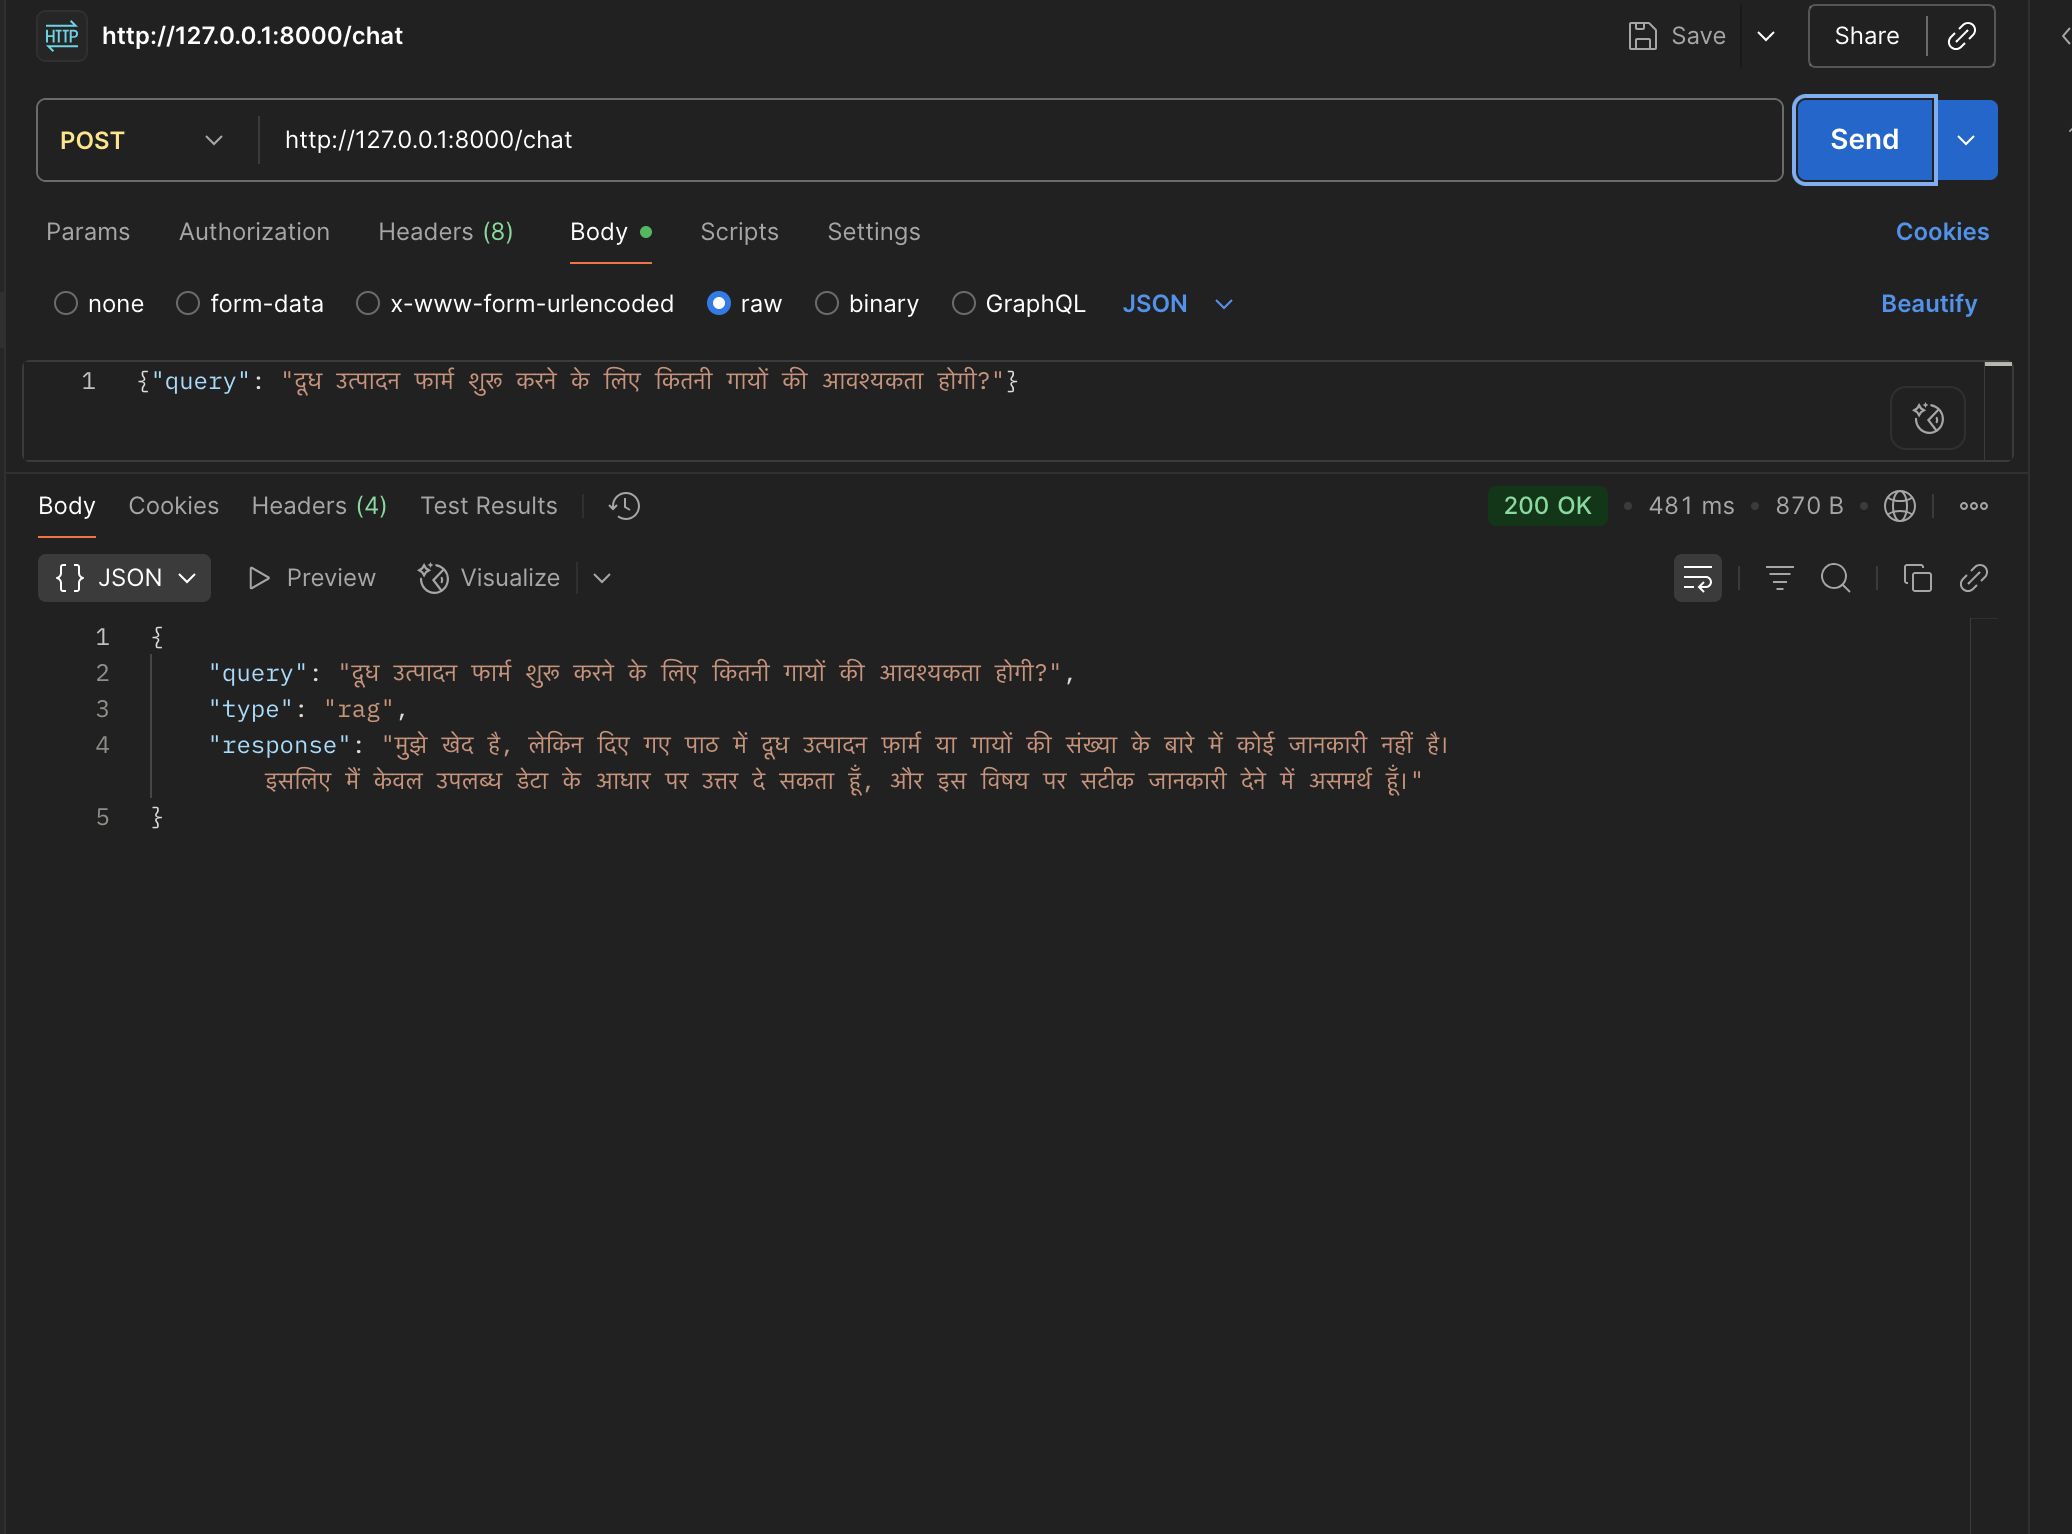 HTTP http://127.0.0.1:8000/chat Save Share
POST http://127.0.0.1:8000/chat Send
Params Authorization Headers (8) Body Scripts Settings Cookies
none form-data x-www-form-urlencoded raw binary GraphQL JSON Beautify
1 {"query": "दूध उत्पादन फार्म शुरू करने के लिए कितनी गायों की आवश्यकता होगी?"}
Body Cookies Headers (4) Test Results 200 OK • 481 ms • 870 B •
{} JSON Preview Visualize
1 {
2 "query": "दूध उत्पादन फार्म शुरू करने के लिए कितनी गायों की आवश्यकता होगी?",
3 "type": "rag",
4 "response": "मुझे खेद है, लेकिन दिए गए पाठ में दूध उत्पादन फ़ार्म या गायों की संख्या के बारे में कोई जानकारी नहीं है।
इसलिए मैं केवल उपलब्ध डेटा के आधार पर उत्तर दे सकता हूँ, और इस विषय पर सटीक जानकारी देने में असमर्थ हूँ।"
5 }